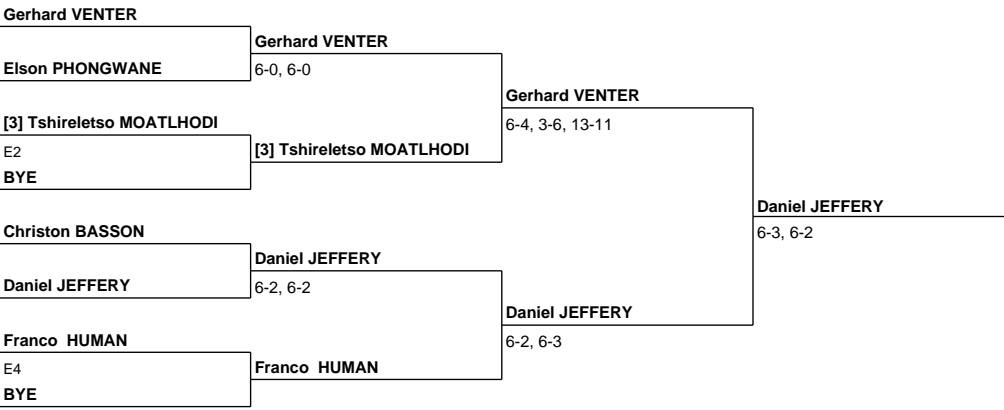 Gerhard VENTER
Gerhard VENTER
Elson PHONGWANE
6-0, 6-0
Gerhard VENTER
[3] Tshireletso MOATLHODI
6-4, 3-6, 13-11
E2
[3] Tshireletso MOATLHODI
BYE
Daniel JEFFERY
Christon BASSON
6-3, 6-2
Daniel JEFFERY
Daniel JEFFERY
6-2, 6-2
Daniel JEFFERY
Franco HUMAN
6-2, 6-3
E4
Franco HUMAN
BYE